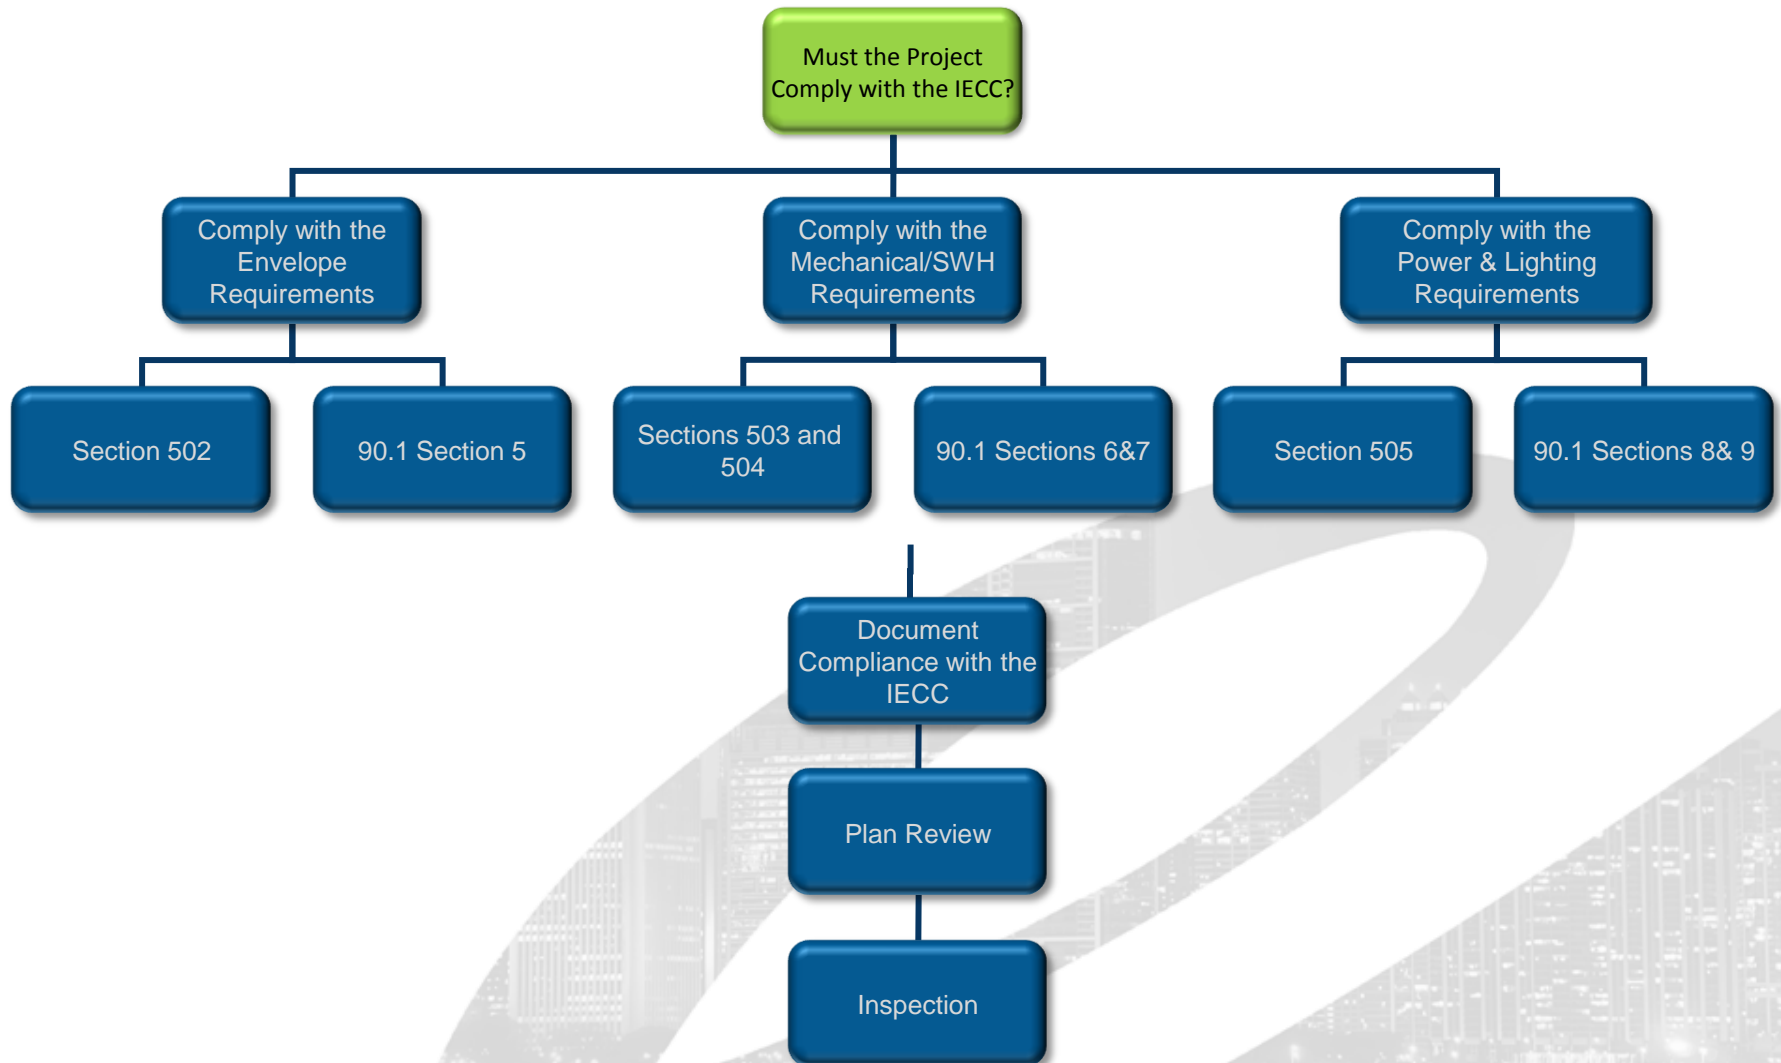 Must the Project
Comply with the IECC?
Comply with the
Envelope
Requirements
Comply with the
Mechanical/SWH
Requirements
Comply with the
Power & Lighting
Requirements
Section 502
90.1 Section 5
Sections 503 and
504
90.1 Sections 6&7
Section 505
90.1 Sections 8& 9
Document
Compliance with the
IECC
Plan Review
Inspection